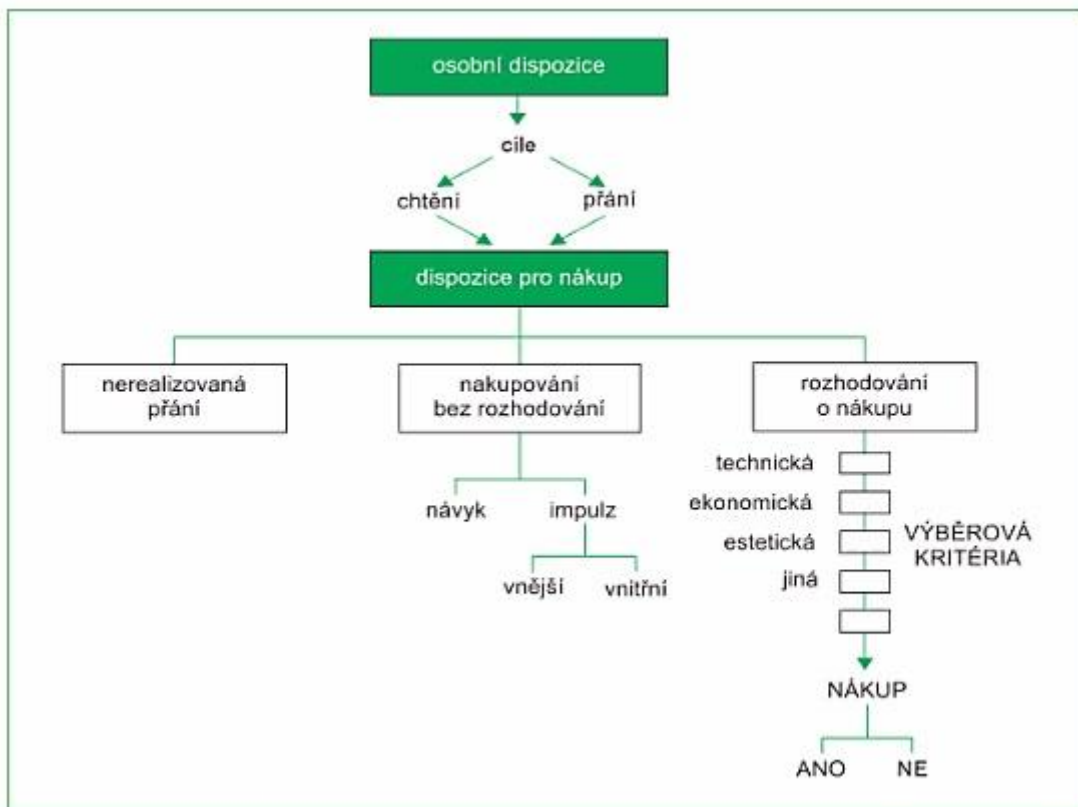 osobní dispozice
cíle
chtění
přání
dispozice pro nákup
nerealizovaná
přání
nakupování
bez rozhodování
rozhodování
o nákupu
technická
ekonomická
estetická
jiná
VÝBĚROVÁ
KRITÉRIA
návyk
impulz
vnější
vnitřní
NÁKUP
ANO
NE